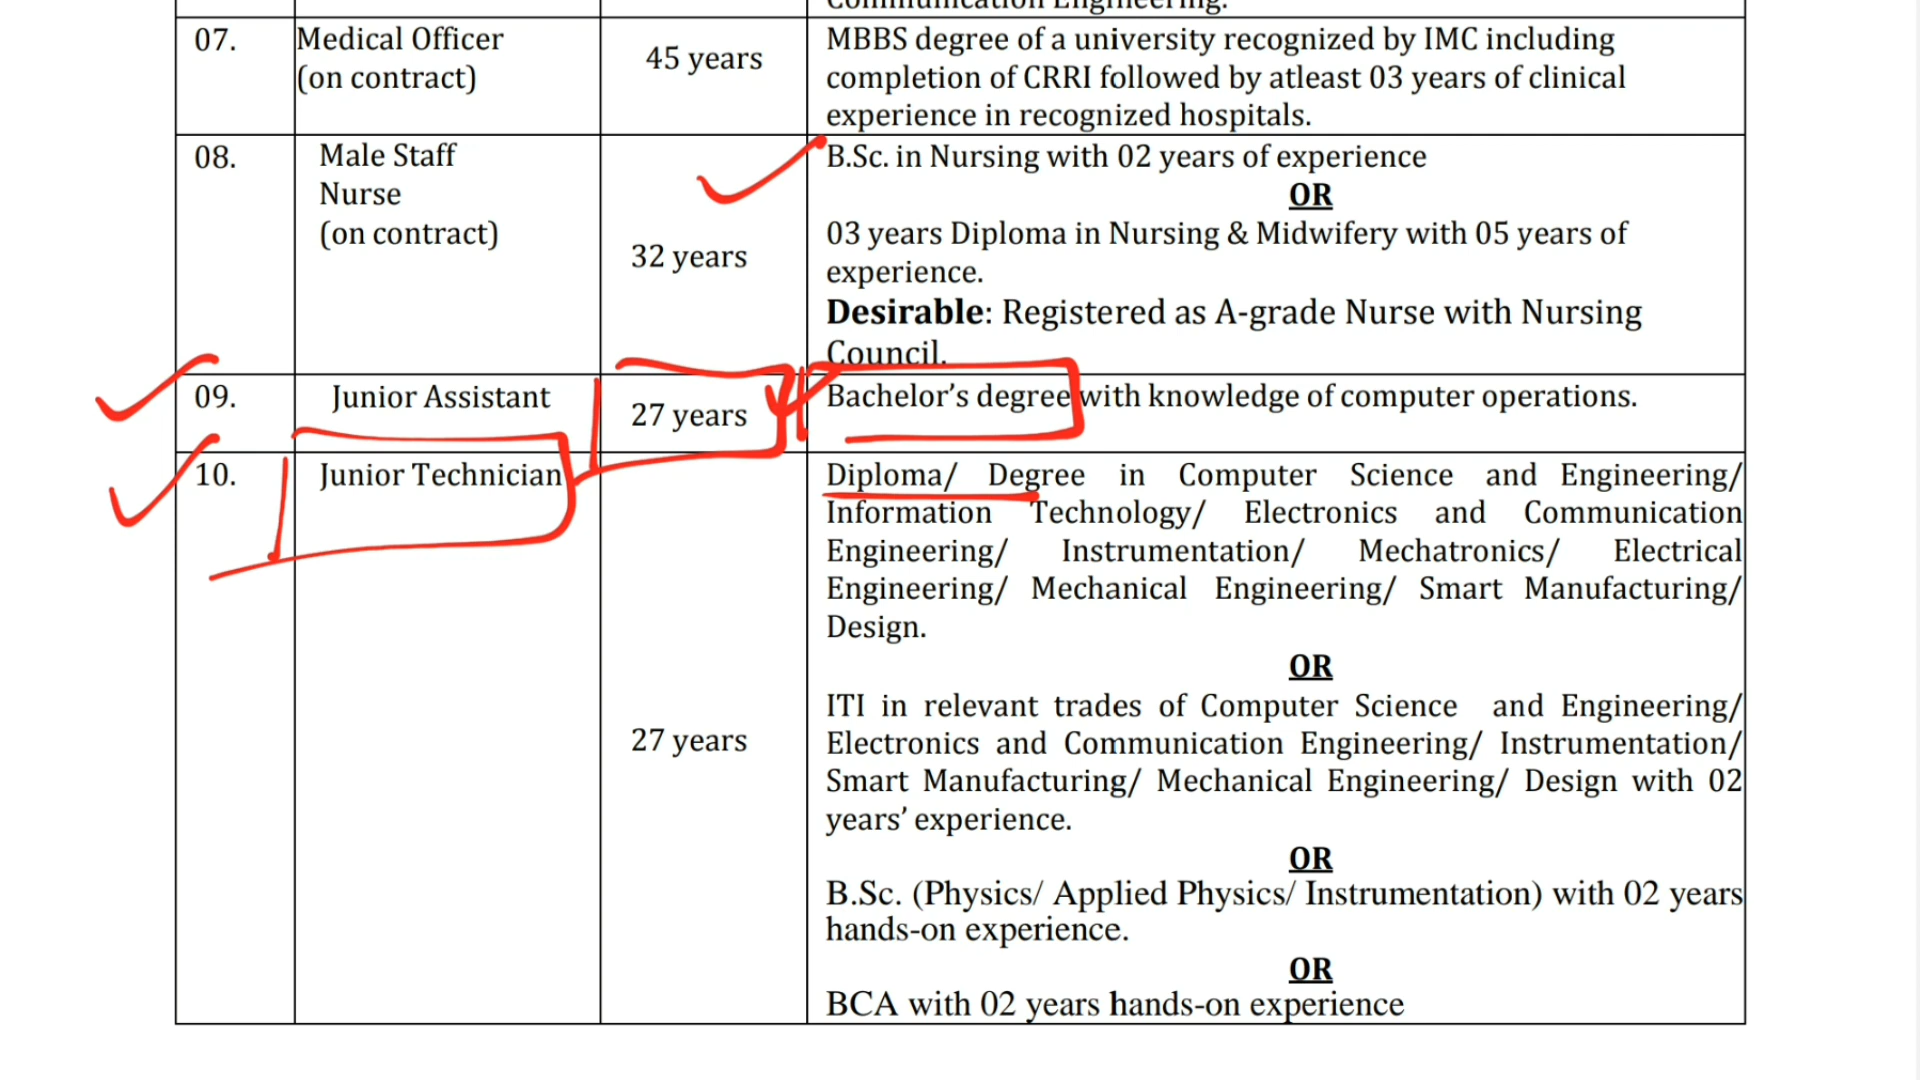 Communication Engineering.
07. Medical Officer (on contract) 45 years MBBS degree of a university recognized by IMC including
completion of CRRI followed by atleast 03 years of clinical
experience in recognized hospitals.
08. Male Staff
Nurse
(on contract)
32 years
B.Sc. in Nursing with 02 years of experience
OR
03 years Diploma in Nursing & Midwifery with 05 years of
experience.
Desirable: Registered as A-grade Nurse with Nursing
Council.
09. Junior Assistant 27 years Bachelor's degree with knowledge of computer operations.
10. Junior Technician
27 years
Diploma/ Degree in Computer Science and Engineering/
Information Technology/ Electronics and Communication
Engineering/ Instrumentation/ Mechatronics/ Electrical
Engineering/ Mechanical Engineering/ Smart Manufacturing/
Design.
OR
ITI in relevant trades of Computer Science and Engineering/
Electronics and Communication Engineering/ Instrumentation/
Smart Manufacturing/ Mechanical Engineering/ Design with 02
years' experience.
OR
B.Sc. (Physics/ Applied Physics/ Instrumentation) with 02 years
hands-on experience.
OR
BCA with 02 years hands-on experience